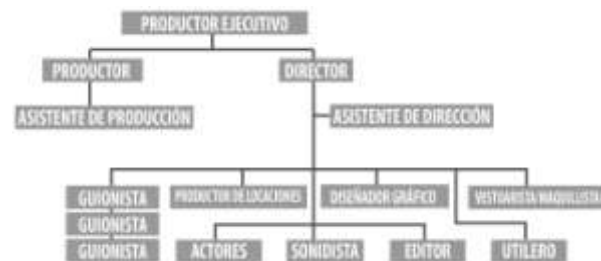 PRODUCTOR EJECUTIVO
PRODUCTOR
DIRECTOR
ASISTENTE DE PRODUCCIÓN
ASISTENTE DE DIRECCIÓN
GUIONISTA
PRODUCTOR DE LOCACIONES
DISEÑADOR GRÁFICO
VESTUARISTA MAQUILLISTA
GUIONISTA
GUIONISTA
ACTORES
SONIDISTA
EDITOR
UTILERO